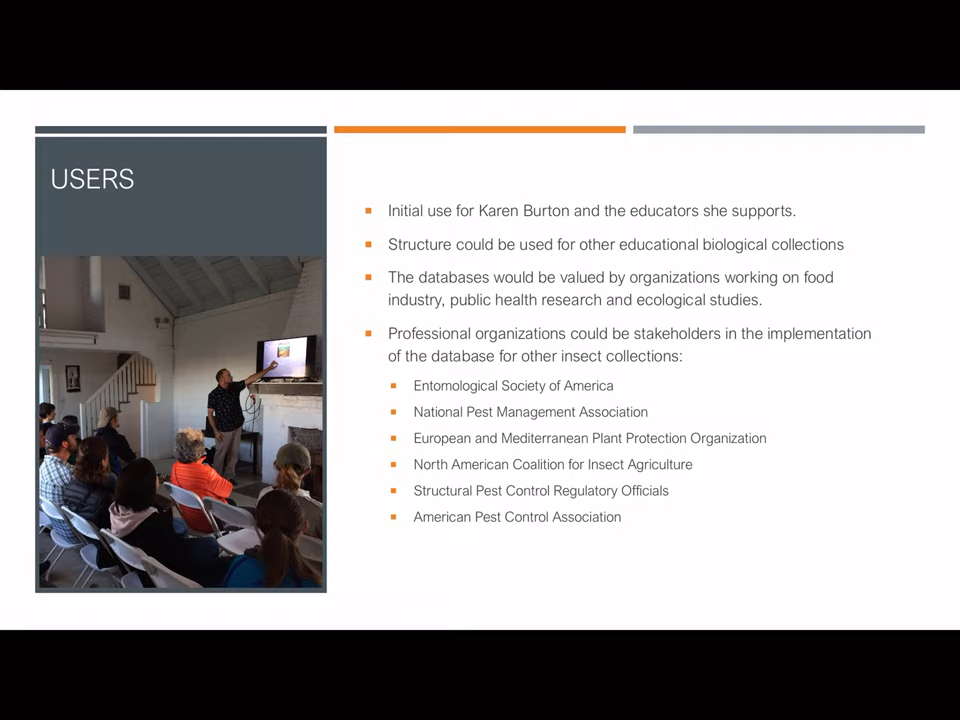 USERS
Initial use for Karen Burton and the educators she supports.
Structure could be used for other educational biological collections
The databases would be valued by organizations working on food
industry, public health research and ecological studies.
Professional organizations could be stakeholders in the implementation
of the database for other insect collections:
Entomological Society of America
National Pest Management Association
European and Mediterranean Plant Protection Organization
North American Coalition for Insect Agriculture
Structural Pest Control Regulatory Officials
American Pest Control Association